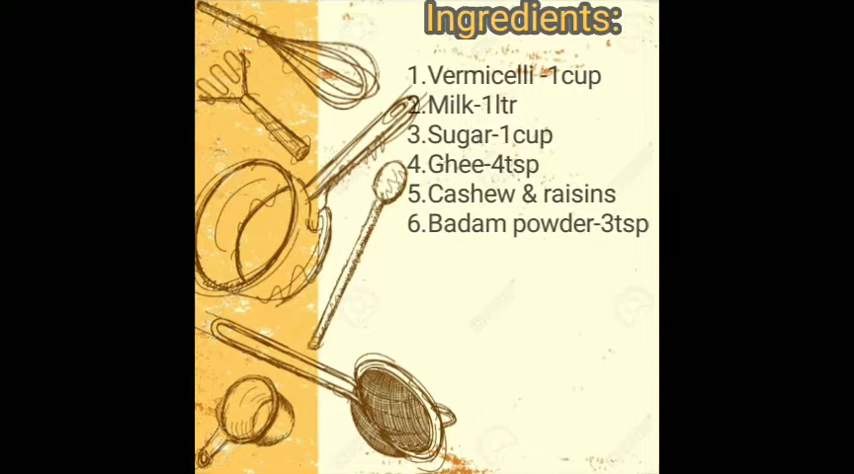 Ingredients:
1.Vermicelli -1cup
2.Milk-1ltr
3.Sugar-1cup
4.Ghee-4tsp
5.Cashew & raisins
6.Badam powder-3tsp